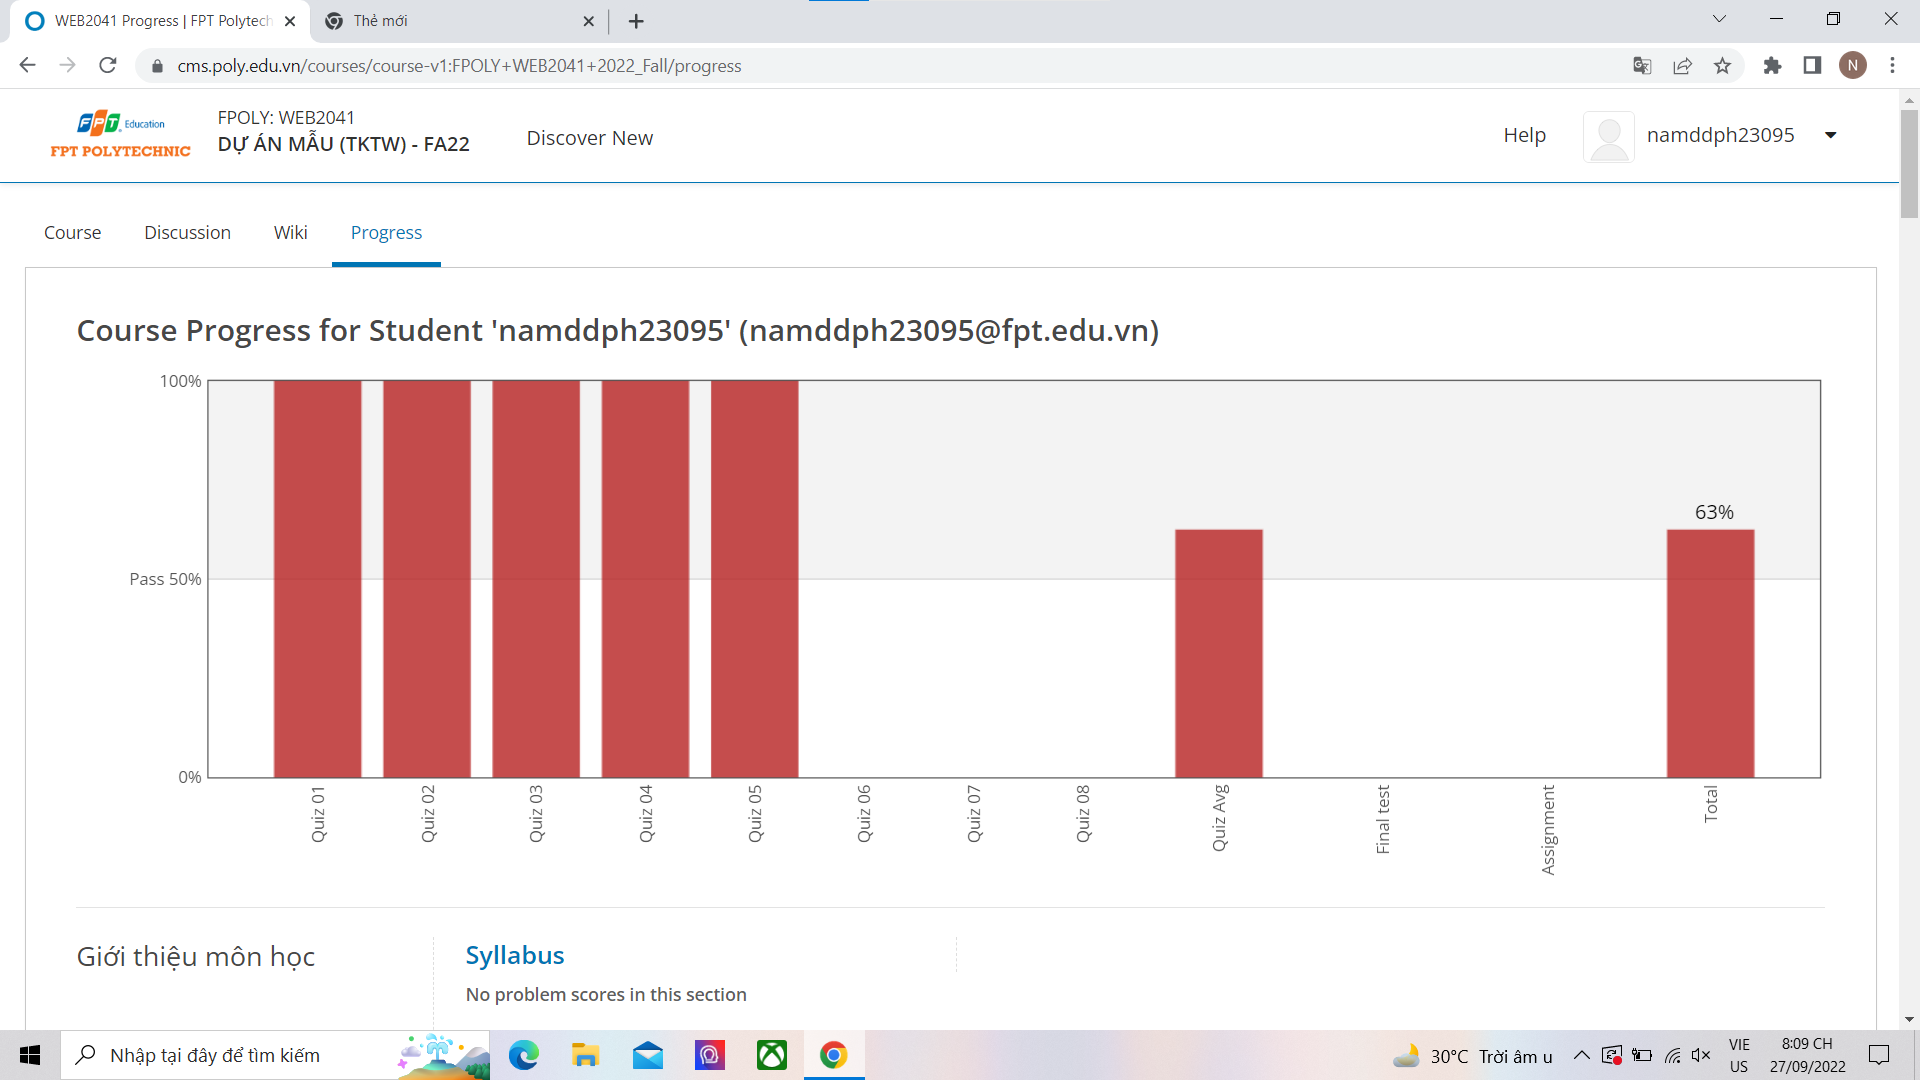 WEB2041 Progress | FPT Polytech
Thẻ mới
cms.poly.edu.vn/courses/course-v1:FPOLY+WEB2041+2022_Fall/progress
N
FPT Education
FPT POLYTECHNIC
FPOLY: WEB2041
DỰ ÁN MẪU (TKTW) - FA22
Discover New
Help
namddph23095
Course
Discussion
Wiki
Progress
Course Progress for Student 'namddph23095' (namddph23095@fpt.edu.vn)
100%
Pass 50%
0%
63%
Quiz 01
Quiz 02
Quiz 03
Quiz 04
Quiz 05
Quiz 06
Quiz 07
Quiz 08
Quiz Avg
Final test
Assignment
Total
Giới thiệu môn học
Syllabus
No problem scores in this section
Nhập tại đây để tìm kiếm
30°C Trời âm u
VIE
US
8:09 CH
27/09/2022